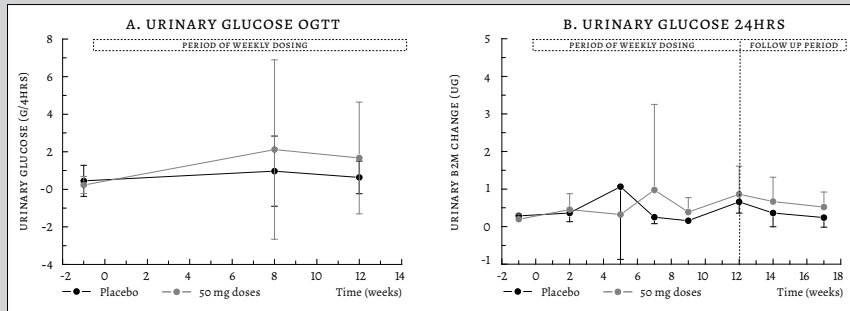 A. URINARY GLUCOSE OGTT
PERIOD OF WEEKLY DOSING
URINARY GLUCOSE (G/4HRS)
8
6
4
2
-0
-2
-4
-2 0 2 4 6 8 10 12 14
Placebo 50 mg doses Time (weeks)
B. URINARY GLUCOSE 24HRS
PERIOD OF WEEKLY DOSING FOLLOW UP PERIOD
URINARY B2M CHANGE (UG)
5
4
3
2
1
0
-1
-2 0 2 4 6 8 10 12 14 16 18
Placebo 50 mg doses Time (weeks)